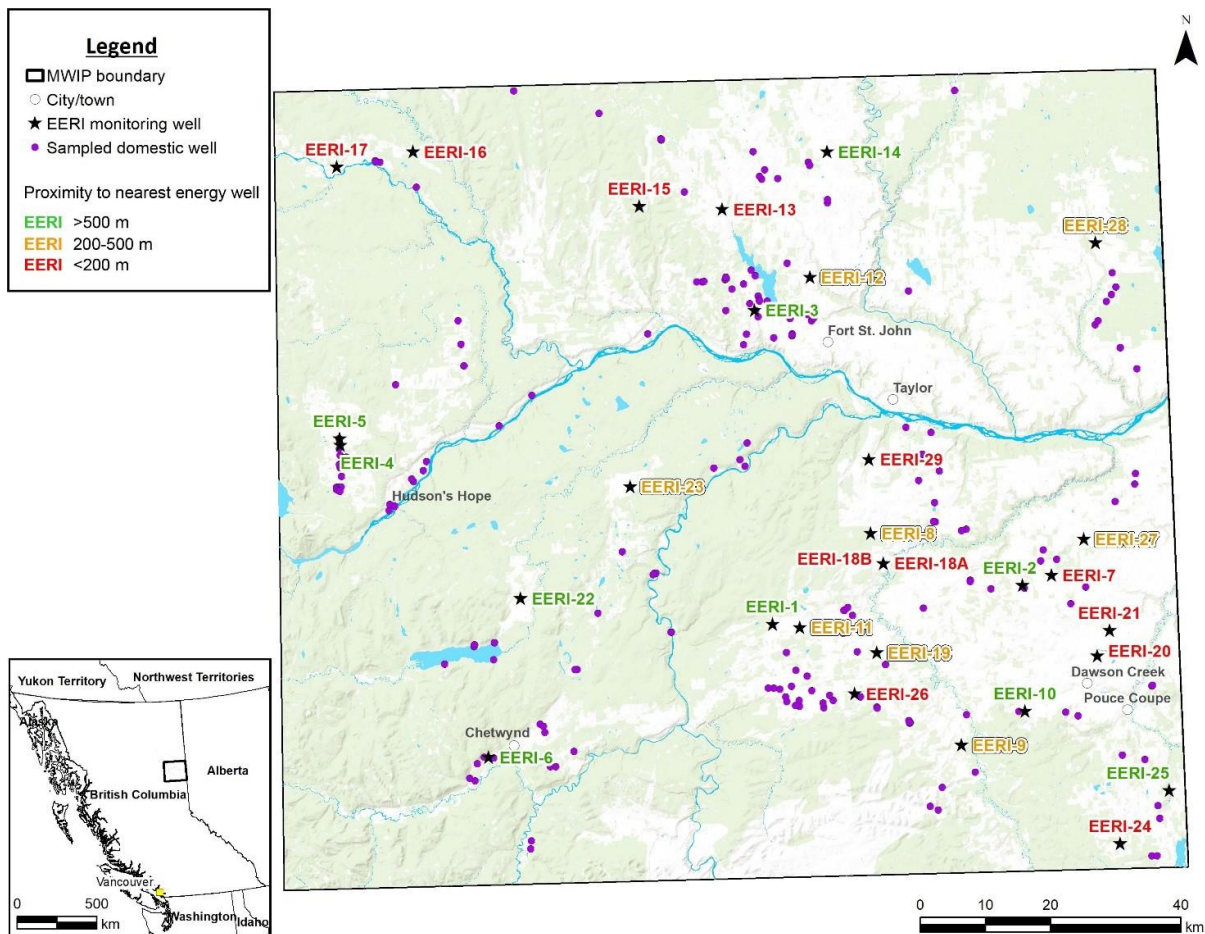 Legend
MWIP boundary
City/town
EERI monitoring well
Sampled domestic well
Proximity to nearest energy well
EERI >500 m
EERI 200-500 m
EERI <200 m
N
EERI-17
EERI-16
EERI-14
EERI-15
EERI-13
EERI-28
EERI-12
EERI-3
Fort St. John
Taylor
EERI-5
EERI-4
EERI-29
Hudson's Hope
EERI-23
EERI-8
EERI-27
EERI-18B
EERI-18A
EERI-2
EERI-7
EERI-22
EERI-1
EERI-11
EERI-21
EERI-19
EERI-20
Dawson Creek
EERI-26
EERI-10
Pouce Coupe
Chetwynd
EERI-6
EERI-9
EERI-25
EERI-24
Yukon Territory
Northwest Territories
Alaska
Alberta
British Columbia
Vancouver
Washington
Idaho
0 500
km
0 10 20 40
km